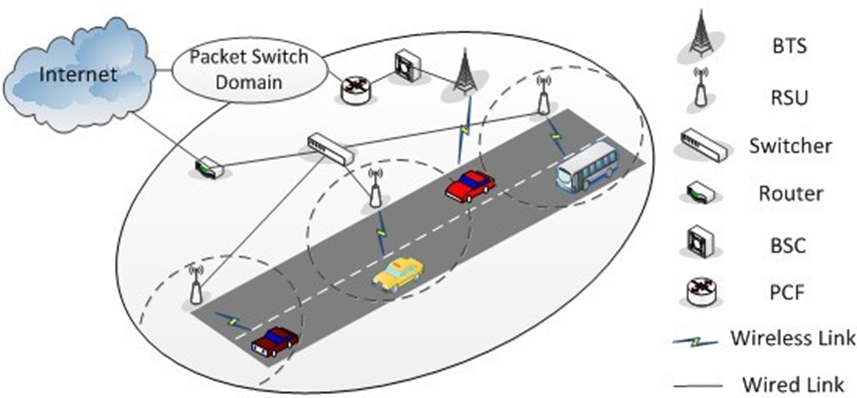 Internet
Packet Switch
Domain
BTS
RSU
Switcher
Router
BSC
PCF
Wireless Link
Wired Link